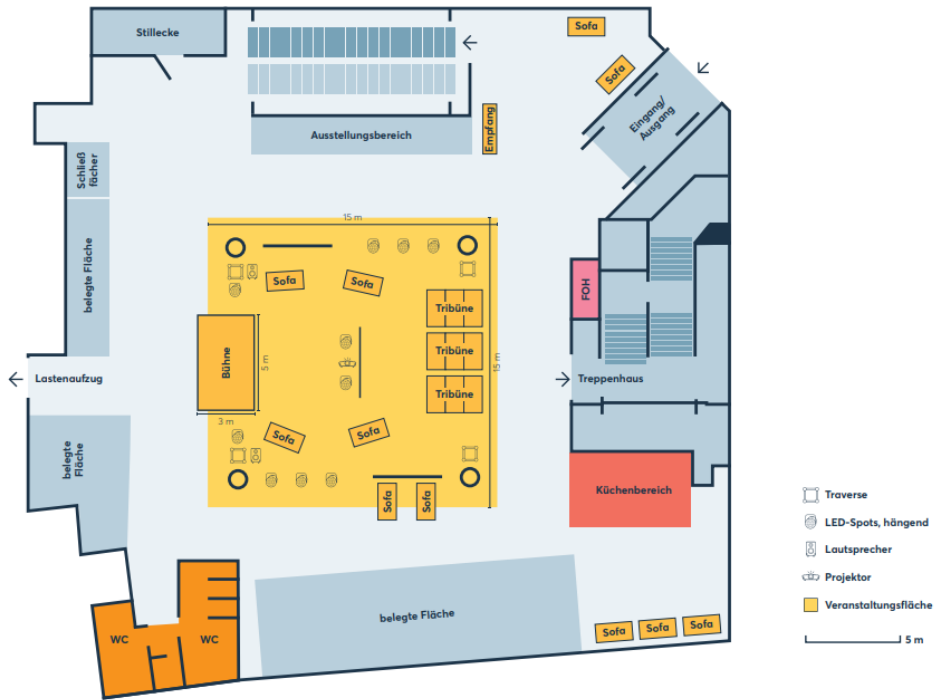 Stillecke
Sofa
Sofa
Eingang/
Ausgang
Ausstellungsbereich
Empfang
Schließ
fächer
15 m
belegte Fläche
Sofa
Sofa
FOH
Tribüne
Tribüne
Tribüne
15 m
Bühne
5 m
3 m
Lastenaufzug
Treppenhaus
belegte
Fläche
Sofa
Sofa
Sofa
Sofa
Küchenbereich
belegte Fläche
WC
WC
Sofa
Sofa
Sofa
Traverse
LED-Spots, hängend
Lautsprecher
Projektor
Veranstaltungsfläche
5 m